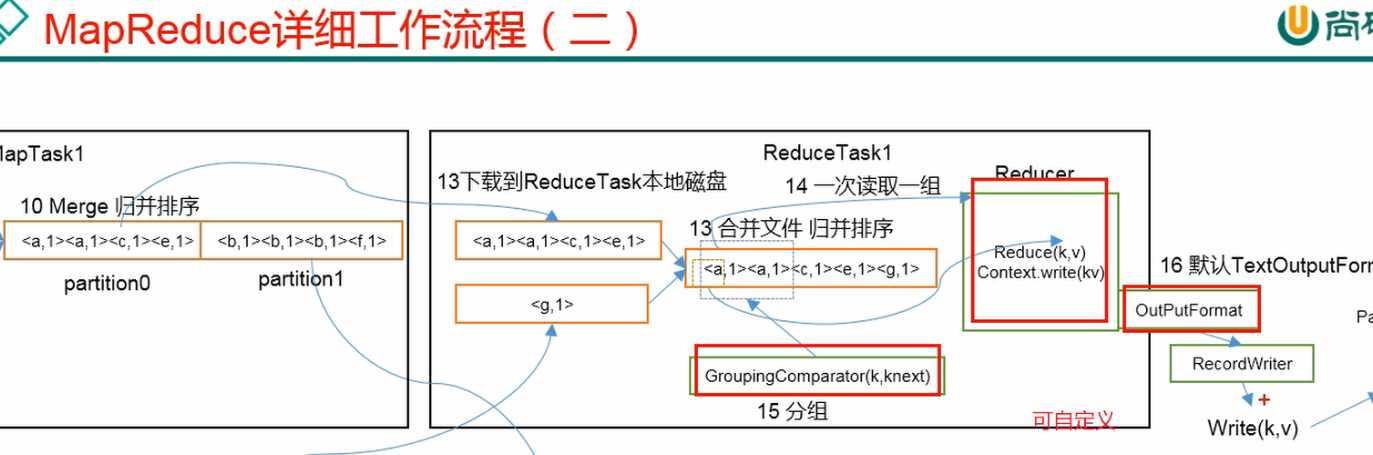 MapReduce详细工作流程（二）
尚
MapTask1
10 Merge 归并排序
<a,1><a,1><c,1><e,1>
<b,1><b,1><b,1><f,1>
partition0
partition1
ReduceTask1
13下载到ReduceTask本地磁盘
<a,1><a,1><c,1><e,1>
<g,1>
13 合并文件 归并排序
<a,1><a,1><c,1><e,1><g,1>
14 一次读取一组
Reducer
Reduce(k,v)
Context.write(kv)
GroupingComparator(k,knext)
15 分组
可自定义
16 默认TextOutputFor
OutPutFormat
RecordWriter
+
Write(k,v)
Pa